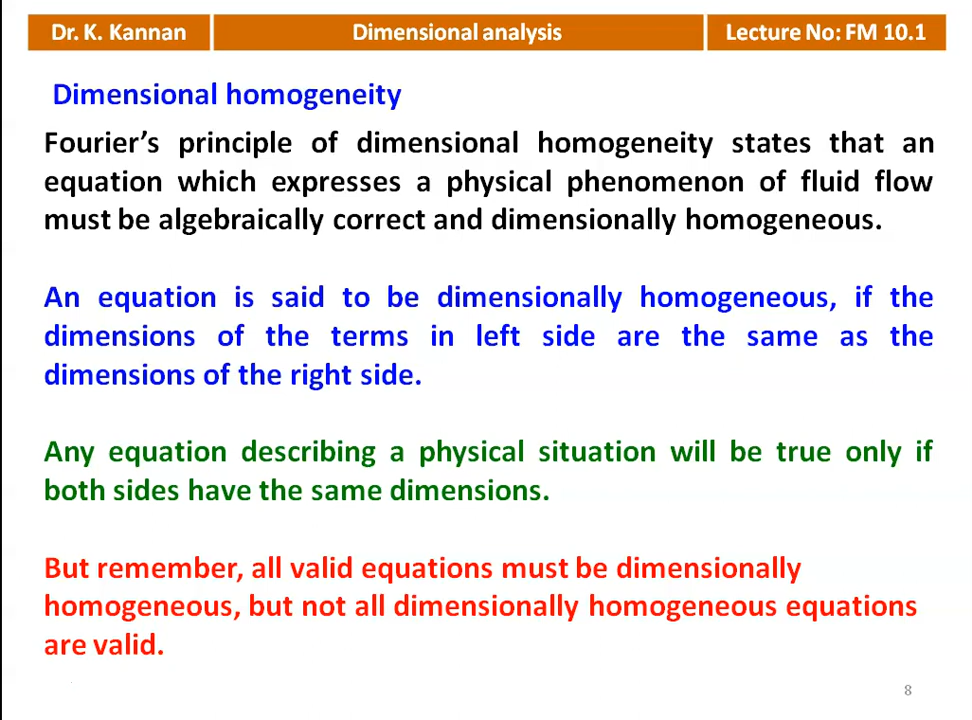 Dr. K. Kannan
Dimensional analysis
Lecture No: FM 10.1
Dimensional homogeneity
Fourier’s principle of dimensional homogeneity states that an
equation which expresses a physical phenomenon of fluid flow
must be algebraically correct and dimensionally homogeneous.
An equation is said to be dimensionally homogeneous, if the
dimensions of the terms in left side are the same as the
dimensions of the right side.
Any equation describing a physical situation will be true only if
both sides have the same dimensions.
But remember, all valid equations must be dimensionally
homogeneous, but not all dimensionally homogeneous equations
are valid.
8